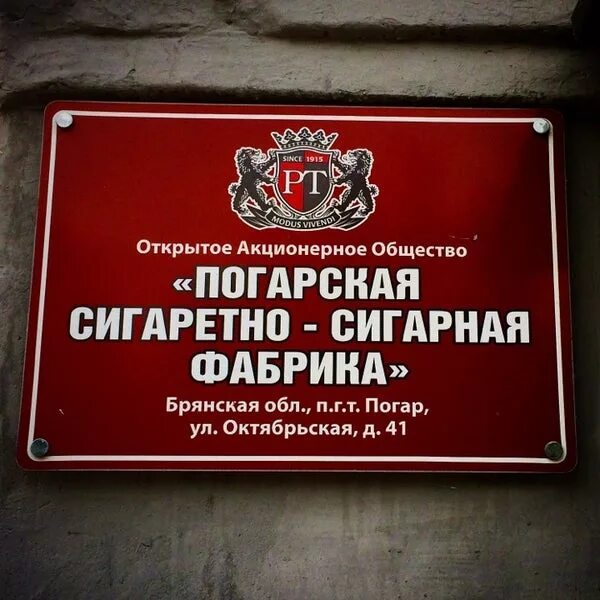 SINCE 1915
PT
MODUS VIVENDI
Открытое Акционерное Общество
«ПОГАРСКАЯ
СИГАРЕТНО - СИГАРНАЯ
ФАБРИКА»
Брянская обл., п.г.т. Погар,
ул. Октябрьская, д. 41